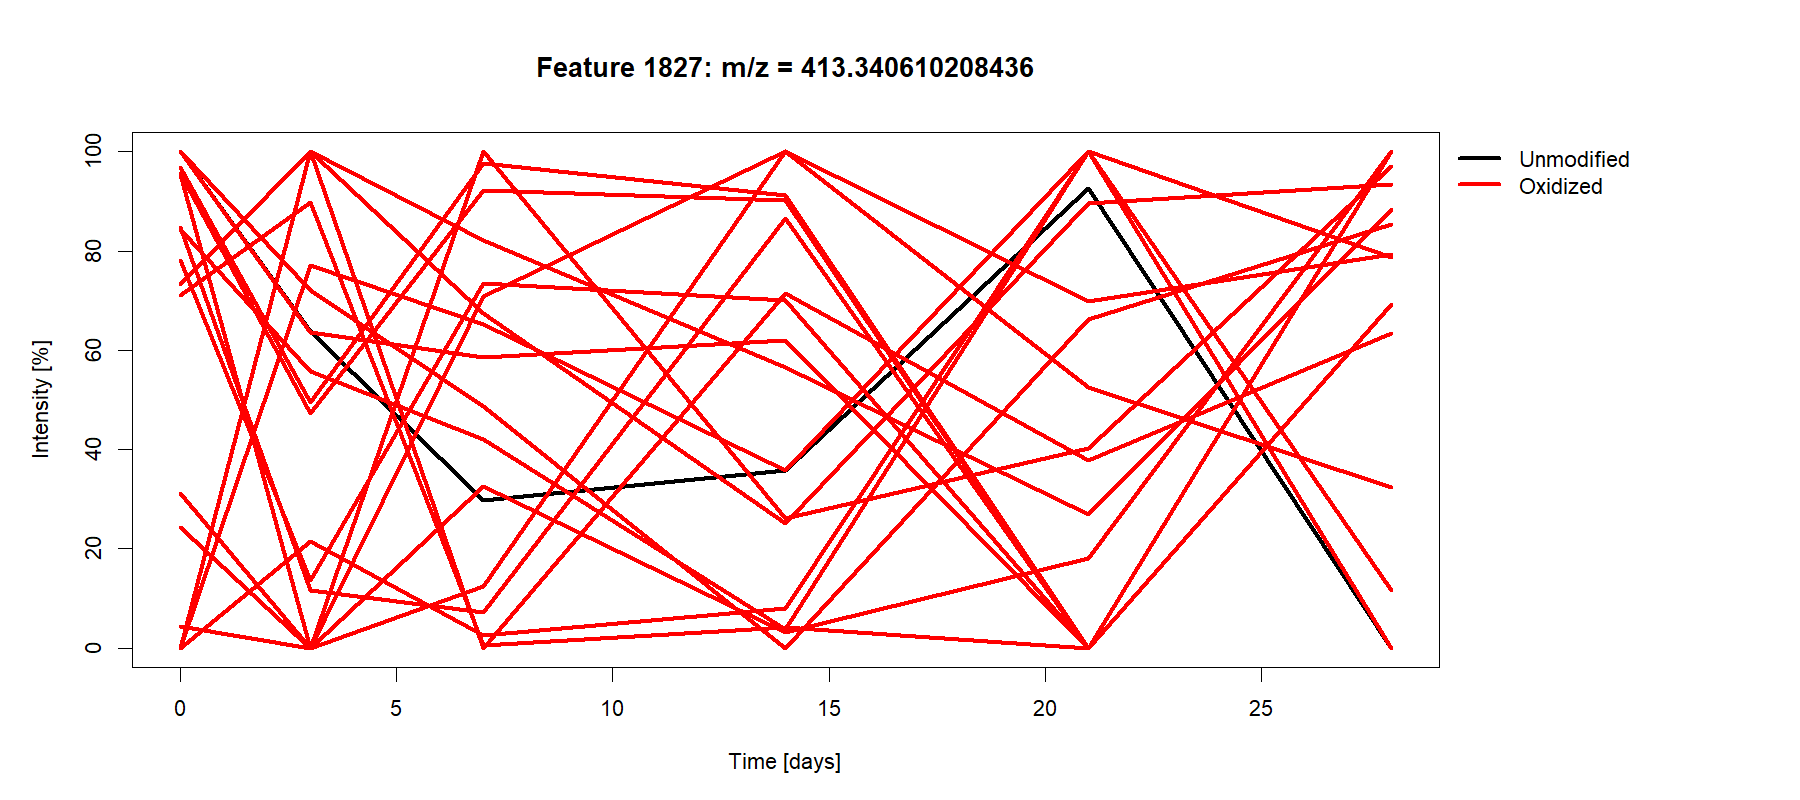 Feature 1827: m/z = 413.340610208436
Unmodified
Oxidized
Intensity [%]
100
80
60
40
20
0
0 5 10 15 20 25
Time [days]